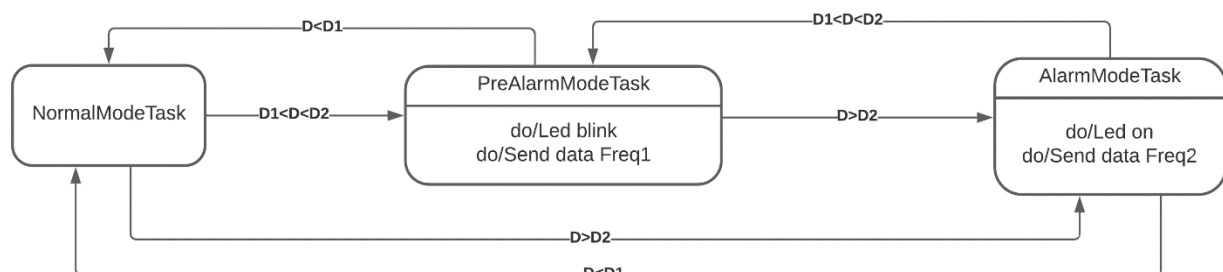 D<D1
D1<D<D2
NormalModeTask
D1<D<D2
PreAlarmModeTask
do/Led blink
do/Send data Freq1
D>D2
AlarmModeTask
do/Led on
do/Send data Freq2
D>D2
D<D1